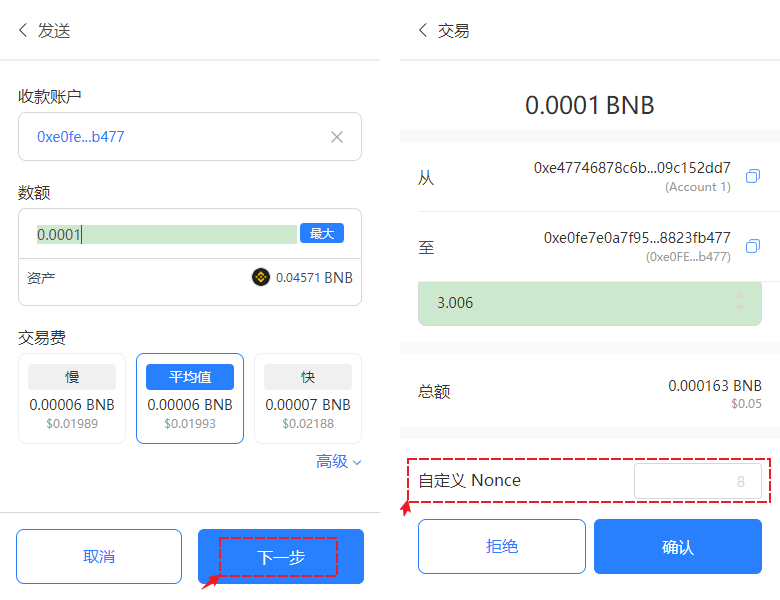 发送
收款账户
0xe0fe...b477
数额
0.0001
最大
资产
0.04571 BNB
交易费
慢
0.00006 BNB
$0.01989
平均值
0.00006 BNB
$0.01993
快
0.00007 BNB
$0.02188
高级
取消
下一步
交易
0.0001 BNB
从
0xe47746878c6b...09c152dd7
(Account 1)
至
0xe0fe7e0a7f95...8823fb477
(0xe0FE...b477)
3.006
总额
0.000163 BNB
$0.05
自定义 Nonce
8
拒绝
确认